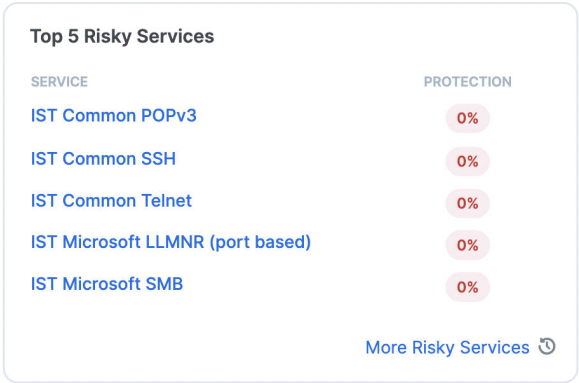 Top 5 Risky Services
SERVICE PROTECTION
IST Common POPv3 0%
IST Common SSH 0%
IST Common Telnet 0%
IST Microsoft LLMNR (port based) 0%
IST Microsoft SMB 0%
More Risky Services